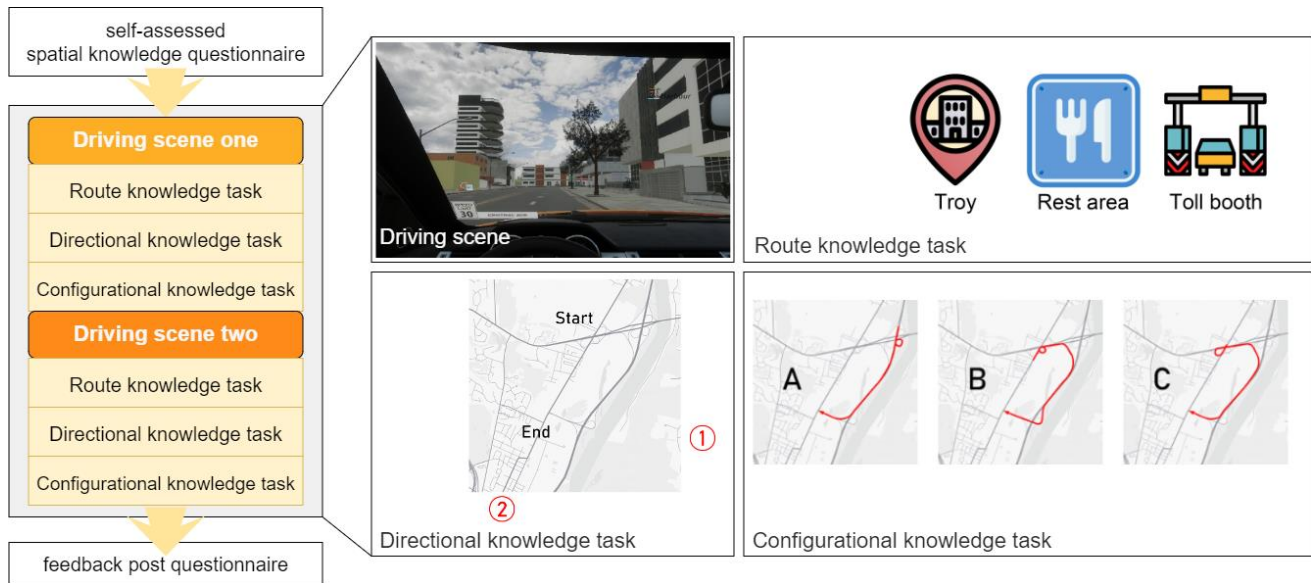 self-assessed
spatial knowledge questionnaire
Driving scene one
Route knowledge task
Directional knowledge task
Configurational knowledge task
Driving scene two
Route knowledge task
Directional knowledge task
Configurational knowledge task
feedback post questionnaire
30
Driving scene
Troy
Rest area
Toll booth
Route knowledge task
Start
End
①
②
Directional knowledge task
A
B
C
Configurational knowledge task